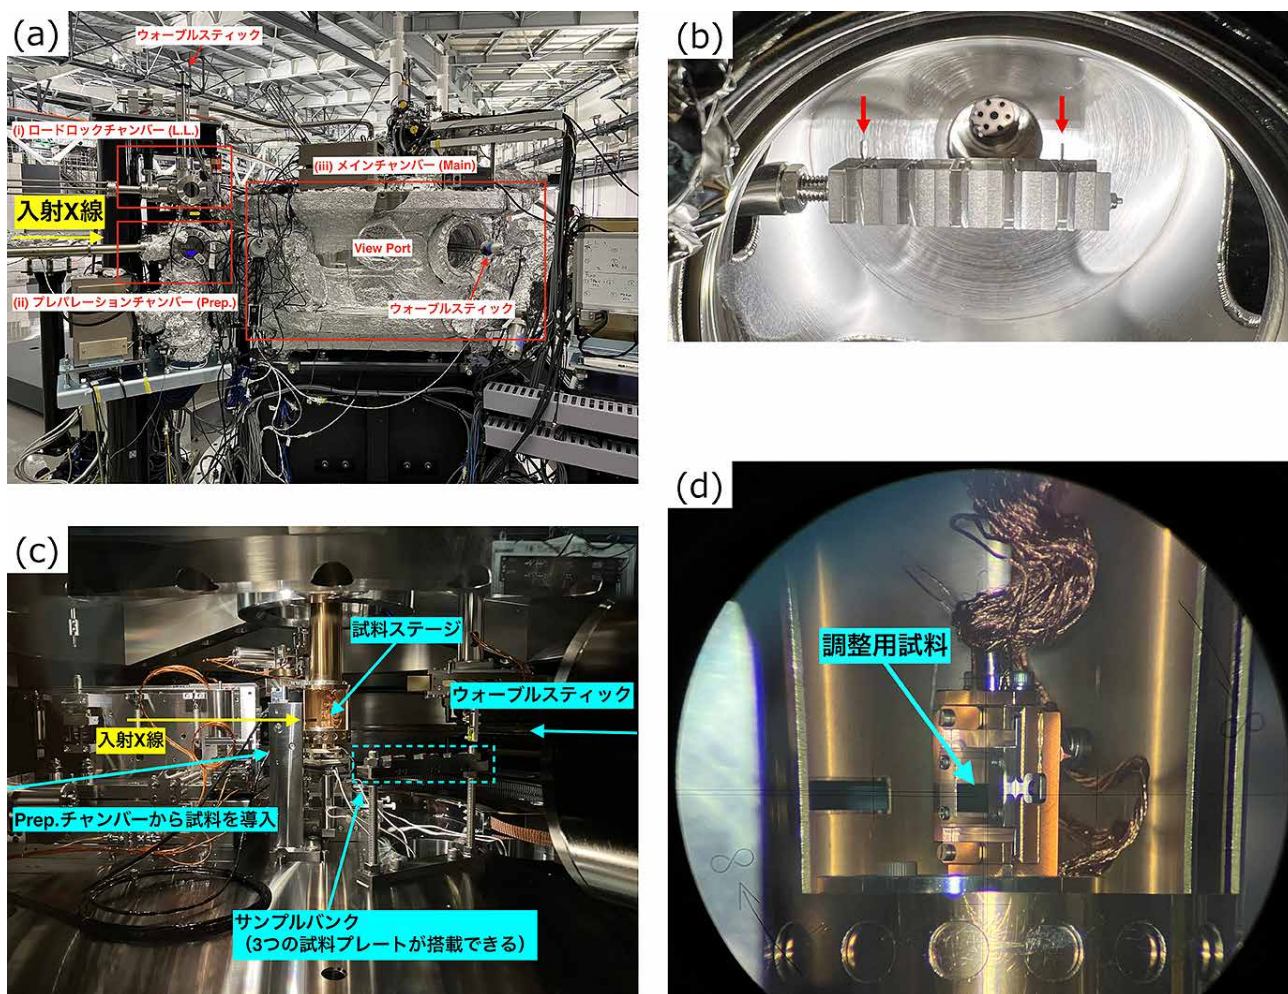 (a)
ウォーブルスティック
(i) ロードロックチャンバー (L.L.)
(iii) メインチャンバー (Main)
入射X線
View Port
(ii) プレパレーションチャンバー (Prep.)
ウォーブルスティック
(b)
(c)
試料ステージ
ウォーブルスティック
入射X線
Prep.チャンバーから試料を導入
サンプルバンク
(3つの試料プレートが搭載できる)
(d)
調整用試料
∞
∞